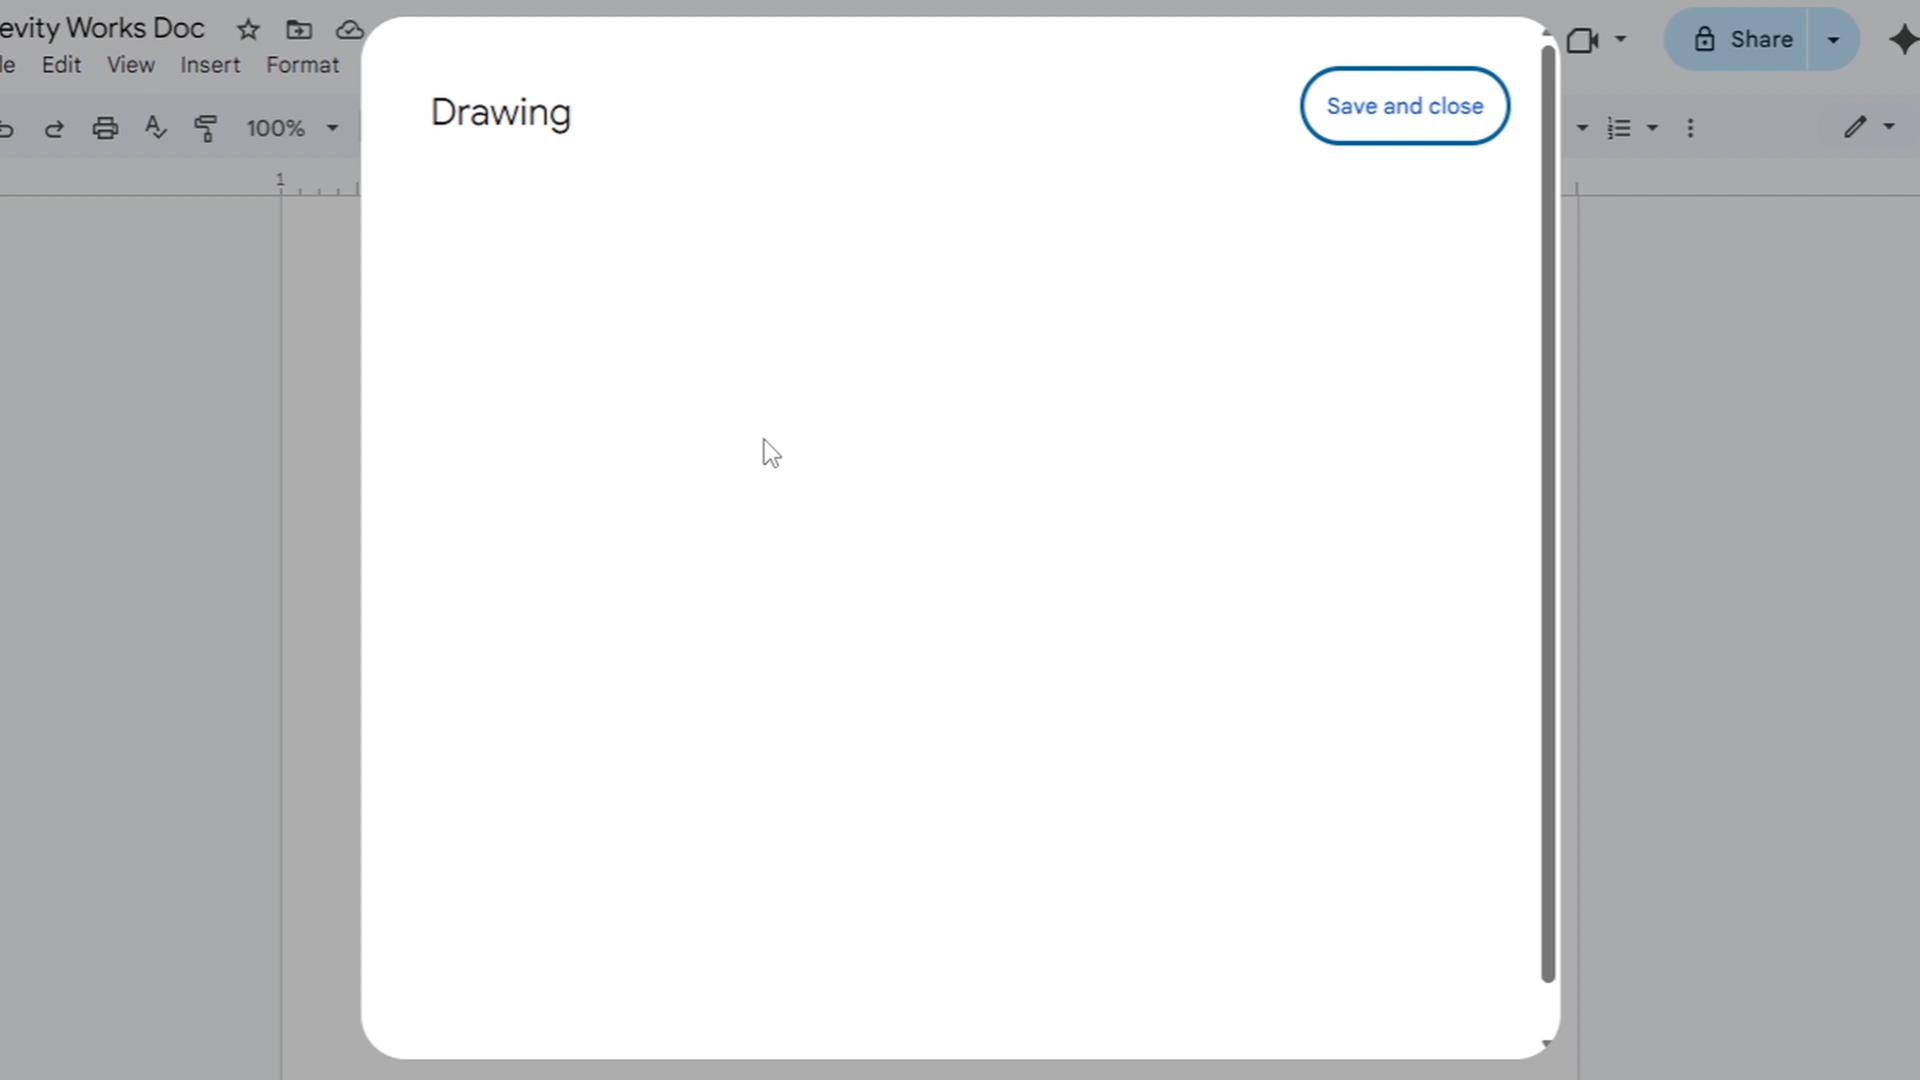 evity Works Doc
le Edit View Insert Format
Share
100%
1
Drawing
Save and close